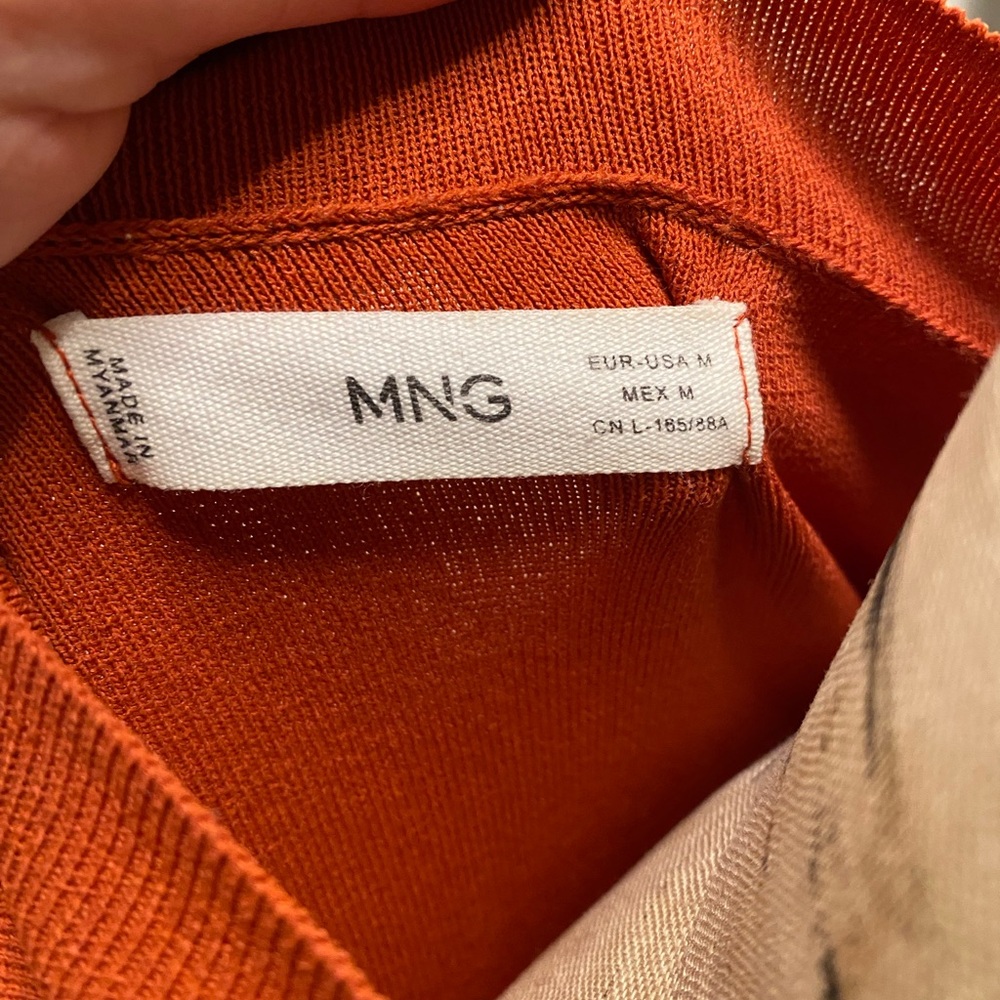 MADE IN
MYANMAR
MNG
EUR-USA M
MEX M
CN L-165/88A